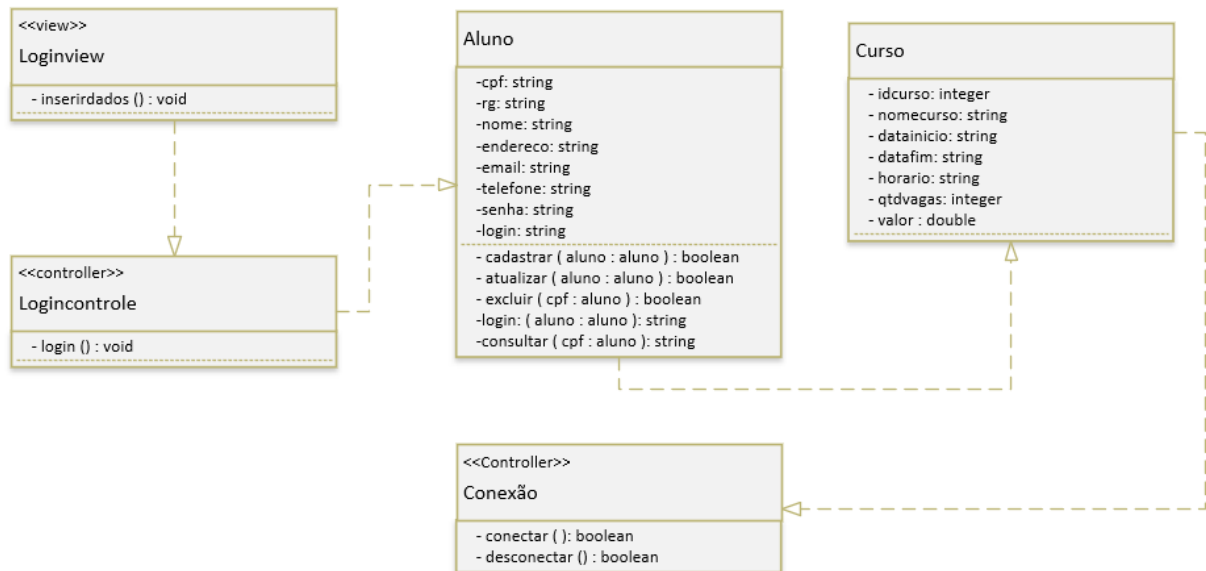 <<view>>
Loginview
- inserirdados () : void
<<controller>>
Logincontrole
- login () : void
Aluno
-cpf: string
-rg: string
-nome: string
-endereco: string
-email: string
-telefone: string
-senha: string
-login: string
- cadastrar ( aluno : aluno ) : boolean
- atualizar ( aluno : aluno ) : boolean
- excluir ( cpf : aluno ) : boolean
-login: ( aluno : aluno ): string
-consultar ( cpf : aluno ): string
Curso
- idcurso: integer
- nomecurso: string
- datainicio: string
- datafim: string
- horario: string
- qtdvagas: integer
- valor : double
<<Controller>>
Conexão
- conectar ( ): boolean
- desconectar () : boolean